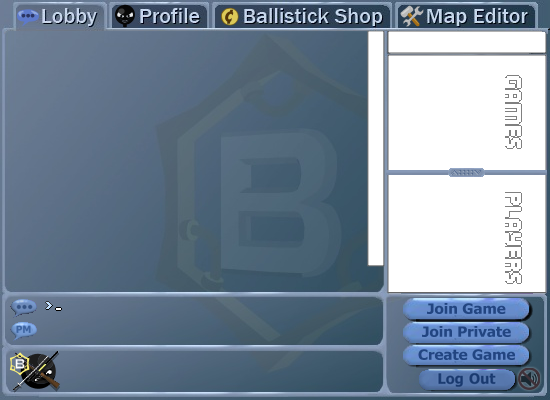 Lobby
Profile
Ballistick Shop
Map Editor
GAMES
B
PLAYERS
>_
PM
B
Join Game
Join Private
Create Game
Log Out